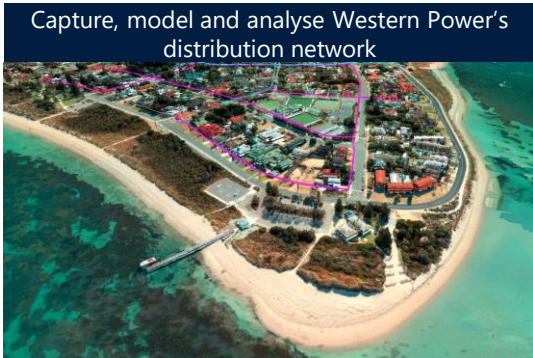 Capture, model and analyse Western Power's
distribution network